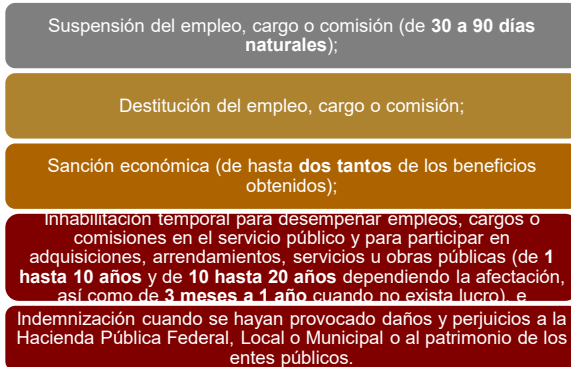 Suspensión del empleo, cargo o comisión (de 30 a 90 días
naturales);
Destitución del empleo, cargo o comisión;
Sanción económica (de hasta dos tantos de los beneficios
obtenidos);
Inhabilitación temporal para desempeñar empleos, cargos o
comisiones en el servicio público y para participar en
adquisiciones, arrendamientos, servicios u obras públicas (de 1
hasta 10 años y de 10 hasta 20 años dependiendo la afectación,
así como de 3 meses a 1 año cuando no exista lucro), e
Indemnización cuando se hayan provocado daños y perjuicios a la
Hacienda Pública Federal, Local o Municipal o al patrimonio de los
entes públicos.